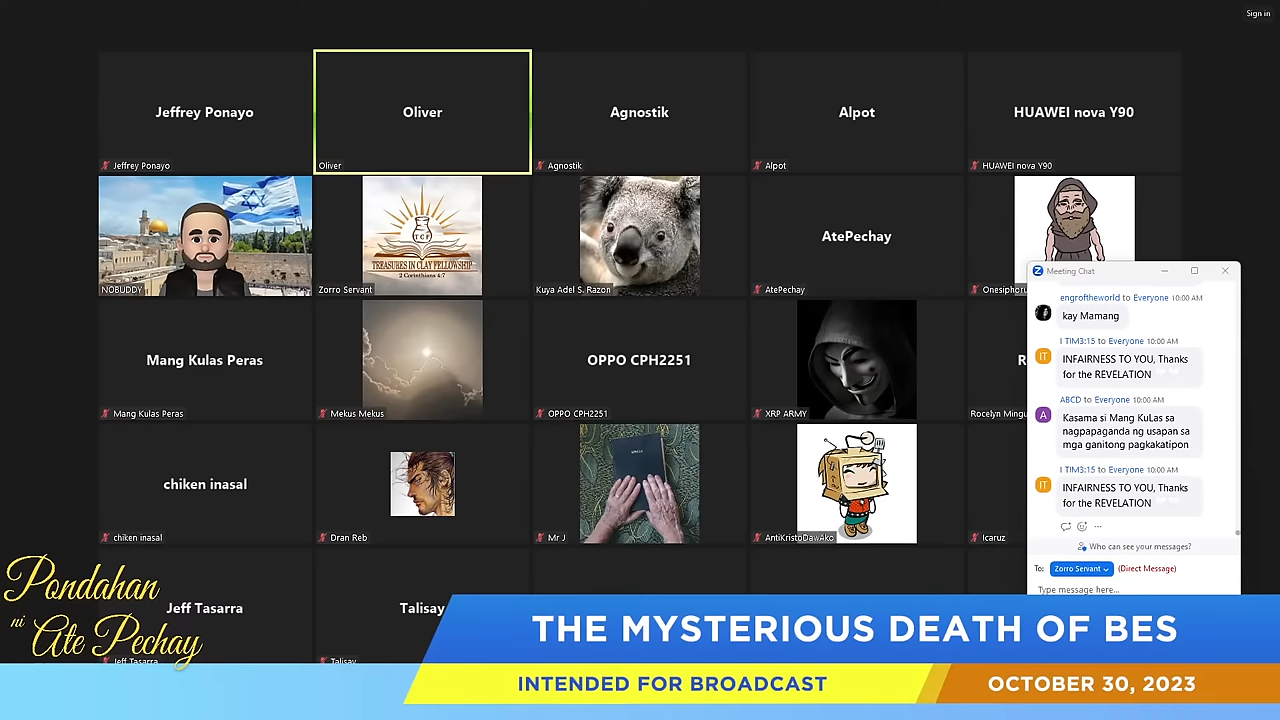 Sign in
Jeffrey Ponayo
Oliver
Agnostik
Alpot
HUAWEI nova Y90
Jeffrey Ponayo
Oliver
Agnostik
Alpot
HUAWEI nova Y90
TCF
TREASURES IN CLAY FELLOWSHIP
2 Corinthians 4:7
AtePechay
NOBUDDY
Zorro Servant
Kuya Adel S. Razon
AtePechay
Onesiphoru
Mang Kulas Peras
OPPO CPH2251
R
Mang Kulas Peras
Mekus Mekus
OPPO CPH2251
XRP ARMY
Rocelyn Mingu
chiken inasal
chiken inasal
Dran Reb
Mr J
AntiKristoDawAko
Icaruz
Jeff Tasarra
Talisay
Jeff Tasarra
Talisay
Meeting Chat
engroftheworld to Everyone 10:00 AM
kay Mamang
I TIM3:15 to Everyone 10:00 AM
IT
INFAIRNESS TO YOU, Thanks
for the REVELATION
ABCD to Everyone 10:00 AM
A
Kasama si Mang KuLas sa
nagpapaganda ng usapan sa
mga ganitong pagkakatipon
I TIM3:15 to Everyone 10:00 AM
IT
INFAIRNESS TO YOU, Thanks
for the REVELATION
Who can see your messages?
To: Zorro Servant (Direct Message)
Type message here...
Pondahan
ni Ate Pechay
THE MYSTERIOUS DEATH OF BES
INTENDED FOR BROADCAST
OCTOBER 30, 2023